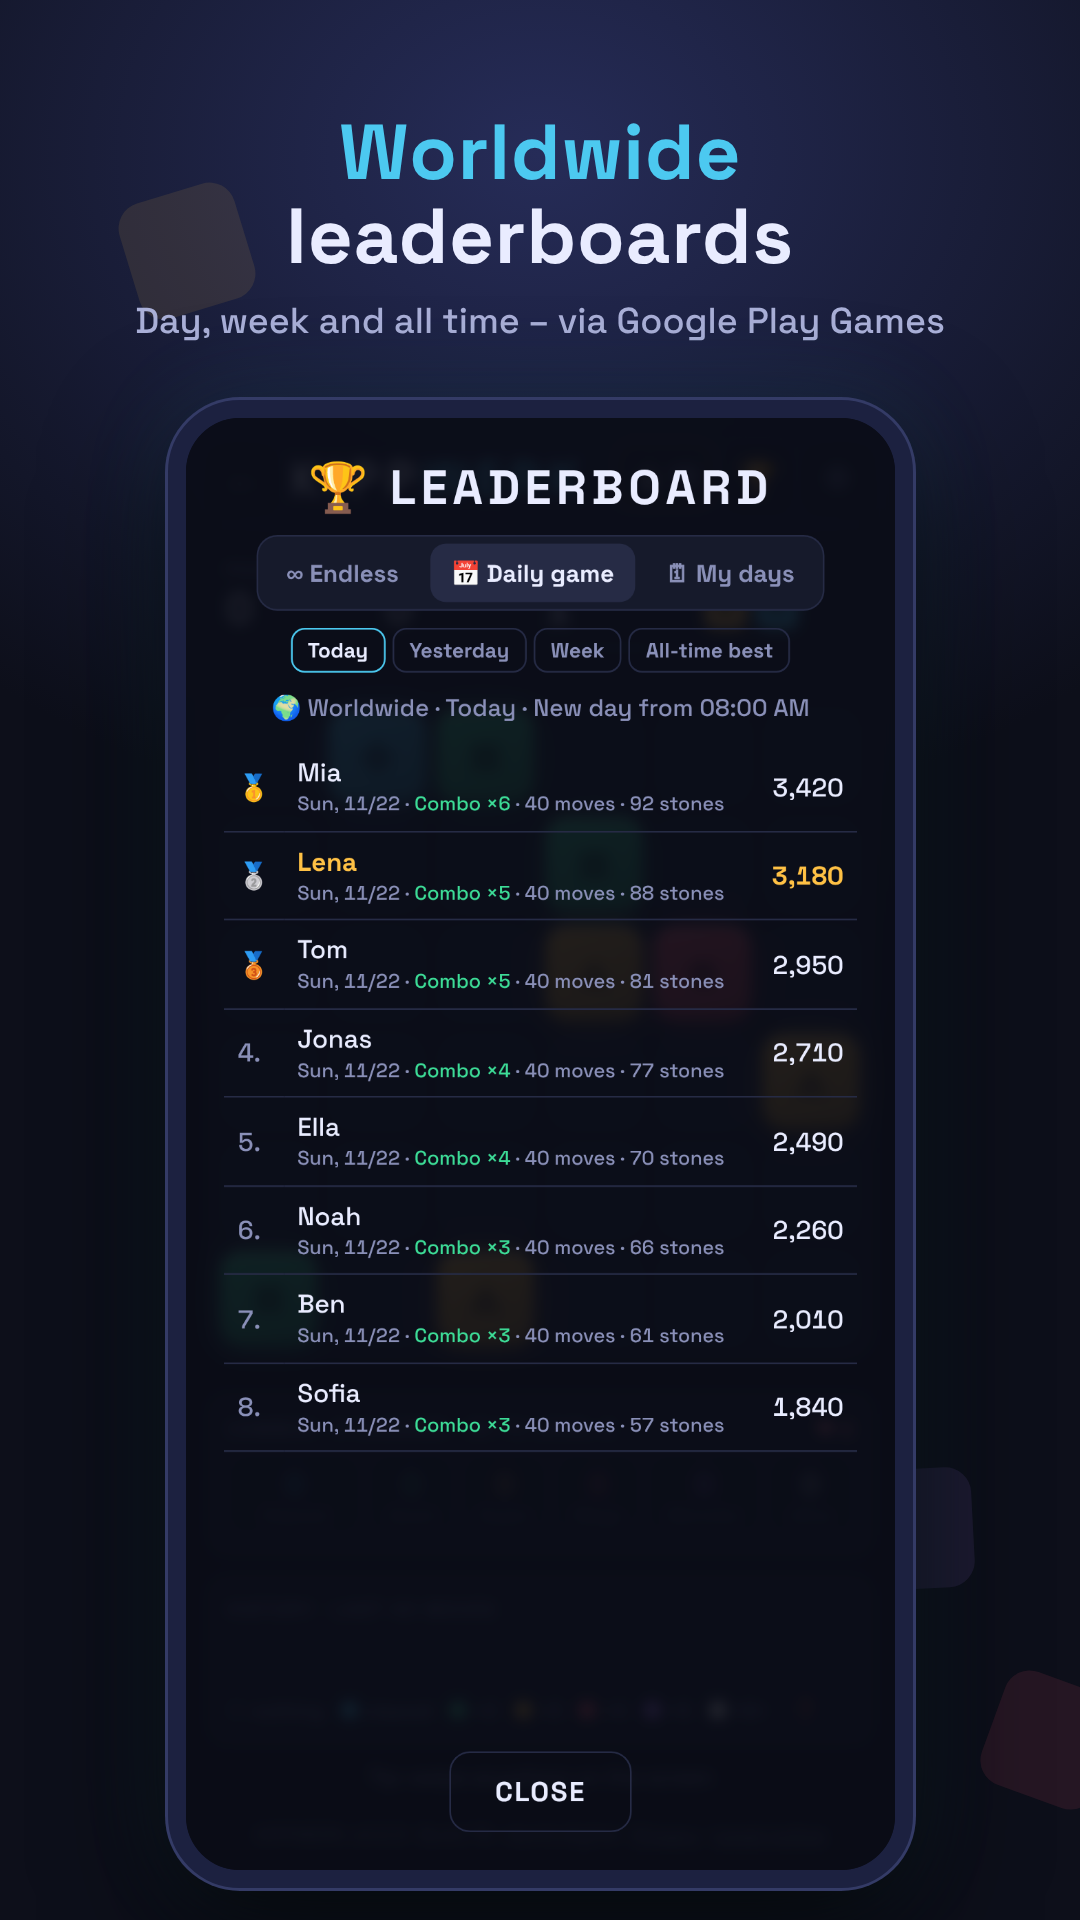 Worldwide
leaderboards
Day, week and all time – via Google Play Games
🏆 LEADERBOARD
∞ Endless
📅 Daily game
🗓 My days
Today
Yesterday
Week
All-time best
🌍 Worldwide · Today · New day from 08:00 AM
🥇 Mia 3,420
Sun, 11/22 · Combo ×6 · 40 moves · 92 stones
🥈 Lena 3,180
Sun, 11/22 · Combo ×5 · 40 moves · 88 stones
🥉 Tom 2,950
Sun, 11/22 · Combo ×5 · 40 moves · 81 stones
4. Jonas 2,710
Sun, 11/22 · Combo ×4 · 40 moves · 77 stones
5. Ella 2,490
Sun, 11/22 · Combo ×4 · 40 moves · 70 stones
6. Noah 2,260
Sun, 11/22 · Combo ×3 · 40 moves · 66 stones
7. Ben 2,010
Sun, 11/22 · Combo ×3 · 40 moves · 61 stones
8. Sofia 1,840
Sun, 11/22 · Combo ×3 · 40 moves · 57 stones
CLOSE